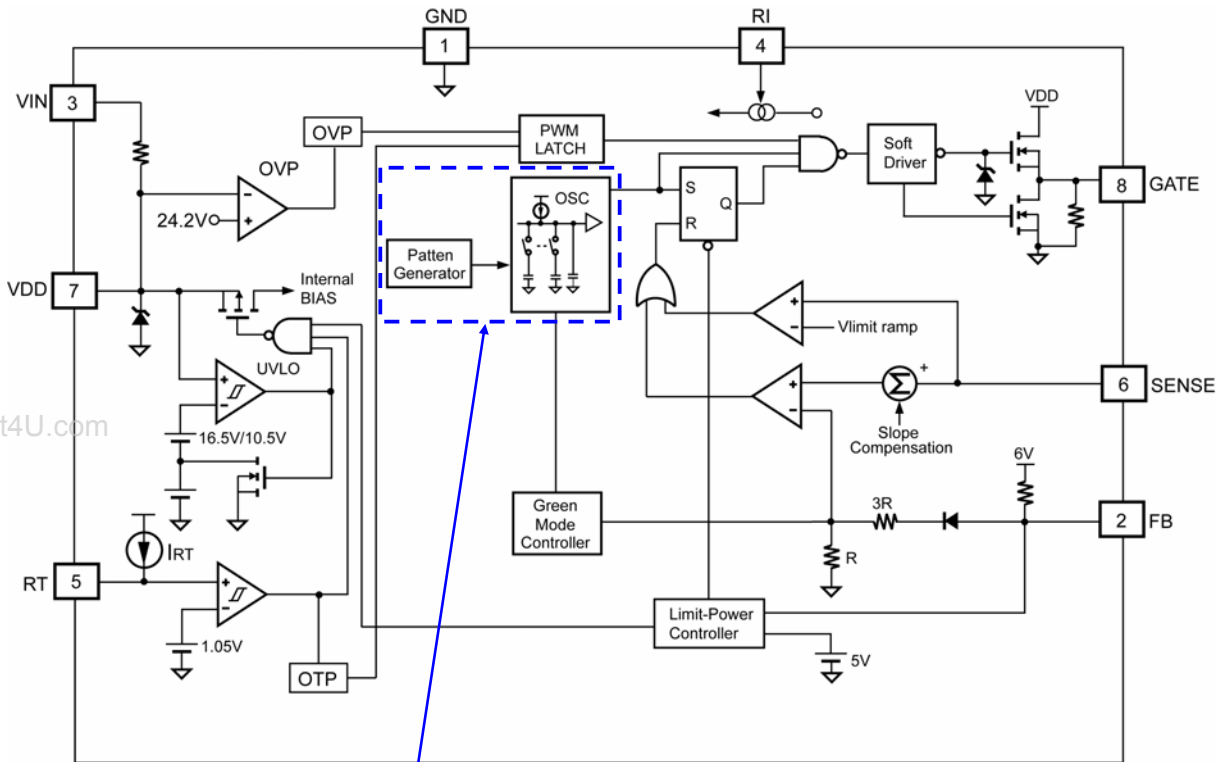 GND
1
RI
4
VIN
3
VDD
OVP
PWM
LATCH
Soft
Driver
OVP
8
GATE
24.2V
OSC
S
Q
R
Patten
Generator
VDD
7
Internal
BIAS
+
-
Vlimit ramp
UVLO
+
-
+
-
Σ
+
6
SENSE
t4U.com
16.5V/10.5V
Slope
Compensation
6V
Green
Mode
Controller
3R
2
FB
IRT
R
RT
5
+
-
Limit-Power
Controller
1.05V
5V
OTP
-
+